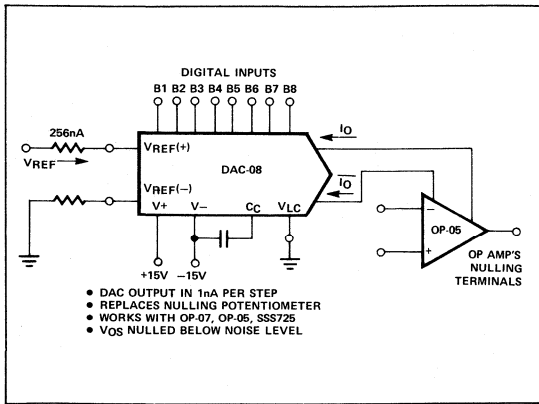 DIGITAL INPUTS
B1 B2 B3 B4 B5 B6 B7 B8
256nA
VREF
VREF(+)
DAC-08
IO
IO
VREF(-)
V+ V- CC VLC
+15V -15V
-
+
OP-05
OP AMP'S
NULLING
TERMINALS
• DAC OUTPUT IN 1nA PER STEP
• REPLACES NULLING POTENTIOMETER
• WORKS WITH OP-07, OP-05, SSS725
• VOS NULLED BELOW NOISE LEVEL